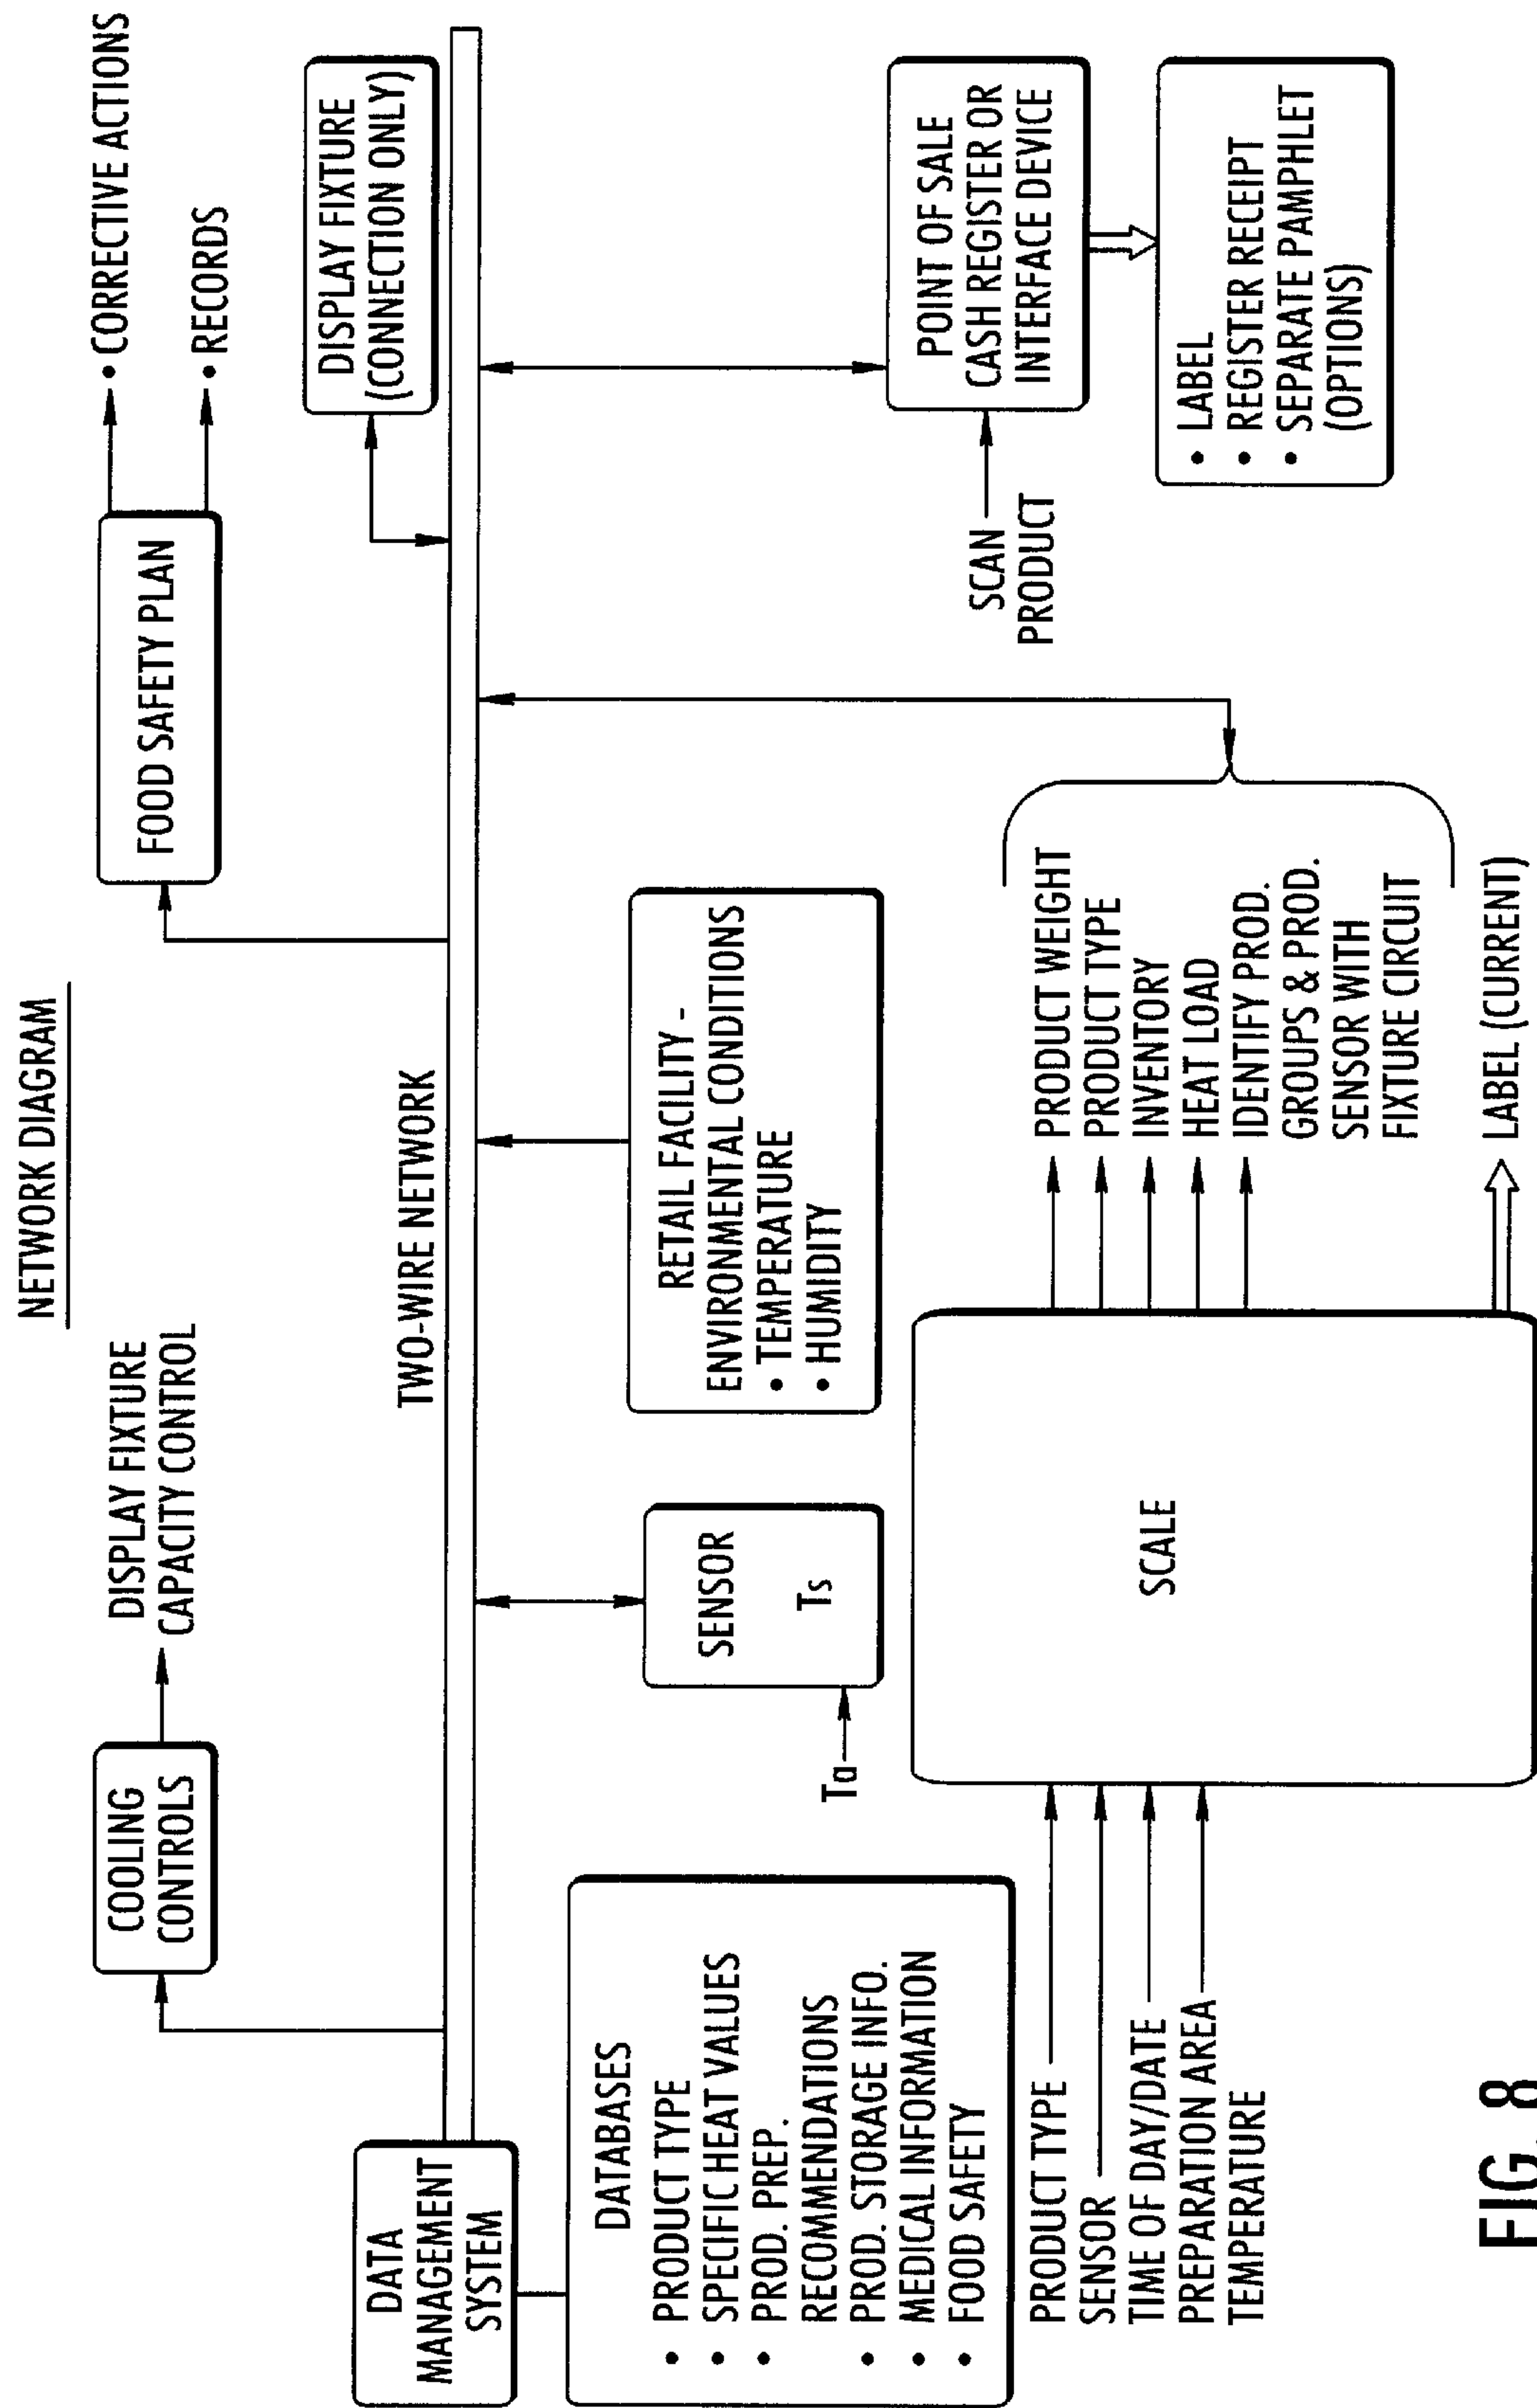 NETWORK DIAGRAM
COOLING
CONTROLS
DISPLAY FIXTURE
CAPACITY CONTROL
FOOD SAFETY PLAN
• CORRECTIVE ACTIONS
• RECORDS
DATA
MANAGEMENT
SYSTEM
TWO-WIRE NETWORK
DISPLAY FIXTURE
(CONNECTION ONLY)
DATABASES
• PRODUCT TYPE
• SPECIFIC HEAT VALUES
• PROD. PREP.
RECOMMENDATIONS
• PROD. STORAGE INFO.
• MEDICAL INFORMATION
• FOOD SAFETY
SENSOR
Ts
Ta
RETAIL FACILITY -
ENVIRONMENTAL CONDITIONS
• TEMPERATURE
• HUMIDITY
SCAN
PRODUCT
POINT OF SALE
CASH REGISTER OR
INTERFACE DEVICE
• LABEL
• REGISTER RECEIPT
• SEPARATE PAMPHLET
(OPTIONS)
PRODUCT TYPE
SENSOR
TIME OF DAY/DATE
PREPARATION AREA
TEMPERATURE
SCALE
PRODUCT WEIGHT
PRODUCT TYPE
INVENTORY
HEAT LOAD
IDENTIFY PROD.
GROUPS & PROD.
SENSOR WITH
FIXTURE CIRCUIT
LABEL (CURRENT)
FIG. 8